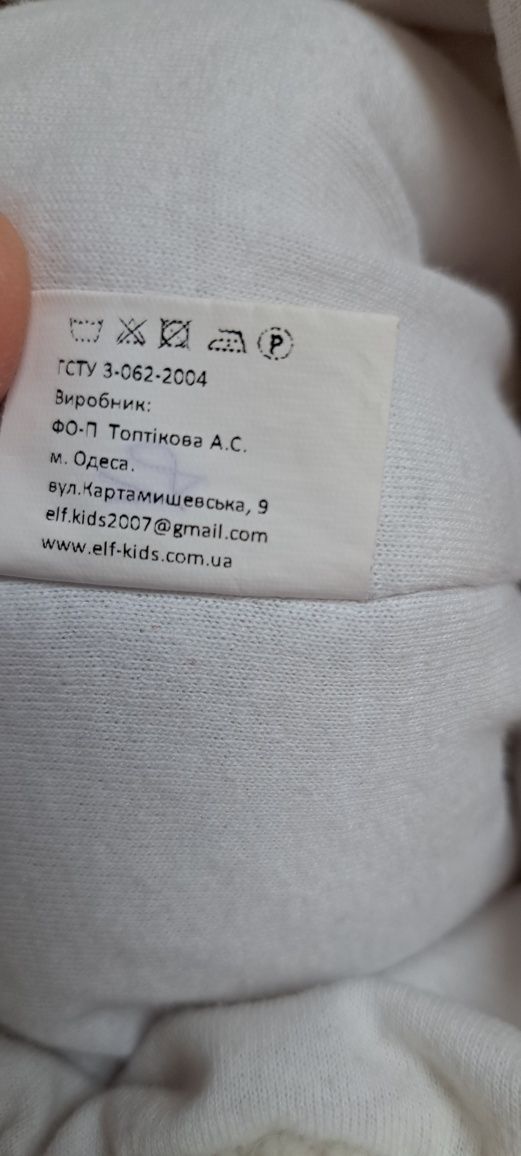 P
ГСТУ 3-062-2004
Виробник:
ФО-П Топтікова А.С.
м. Одеса.
вул.Картамишевська, 9
elf.kids2007@gmail.com
www.elf-kids.com.ua